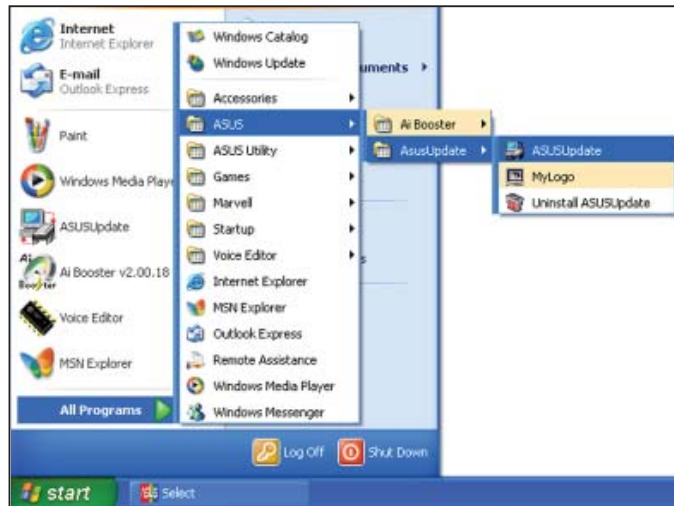 Internet
Internet Explorer
E-mail
Outlook Express
Paint
Windows Media Playe
ASUSUpdate
Ai Booster v2.00.18
Voice Editor
MSN Explorer
All Programs
Windows Catalog
Windows Update
Accessories
ASUS
ASUS Utility
Games
Marvell
Startup
Voice Editor
Internet Explorer
MSN Explorer
Outlook Express
Remote Assistance
Windows Media Player
Windows Messenger
uments
s
Ai Booster
AsusUpdate
ASUSUpdate
MyLogo
Uninstall ASUSUpdate
Log Off
Shut Down
start
Select